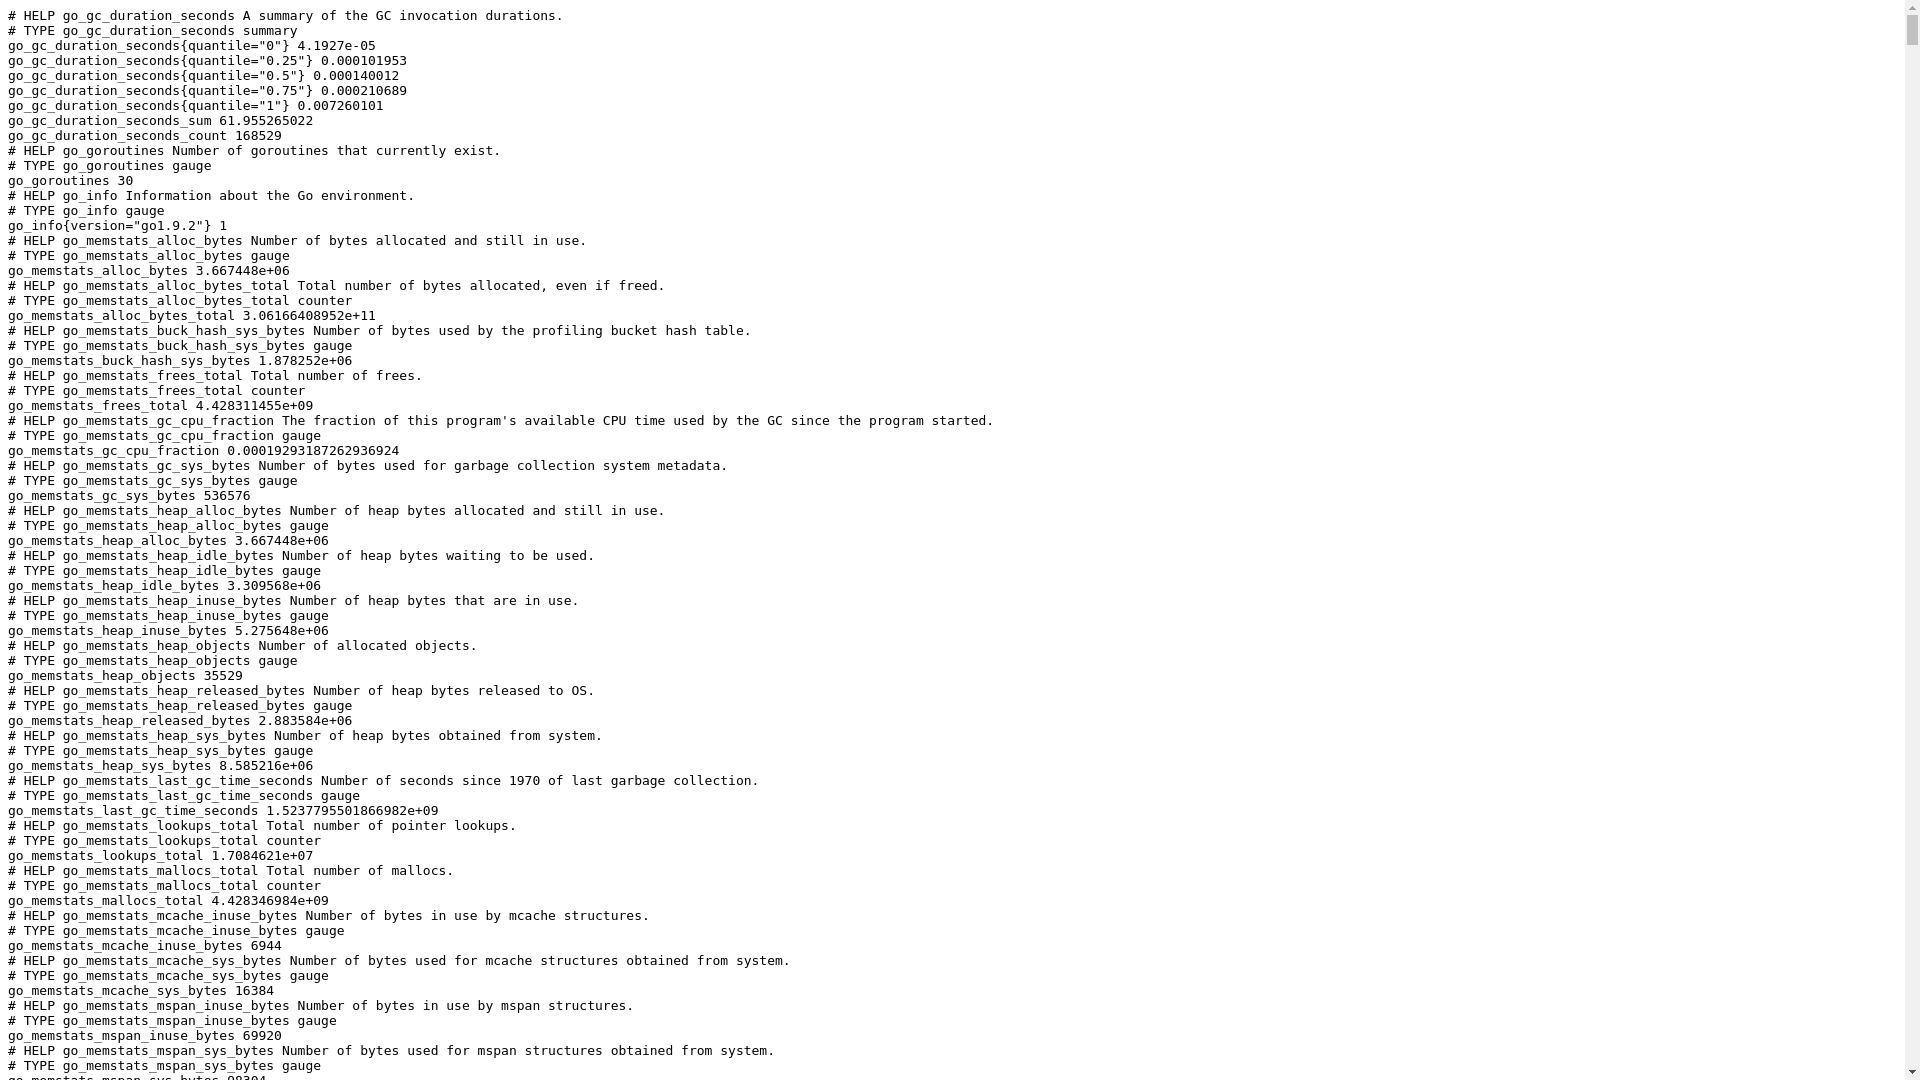 # HELP go_gc_duration_seconds A summary of the GC invocation durations.
# TYPE go_gc_duration_seconds summary
go_gc_duration_seconds{quantile="0"} 4.1927e-05
go_gc_duration_seconds{quantile="0.25"} 0.000101953
go_gc_duration_seconds{quantile="0.5"} 0.000140012
go_gc_duration_seconds{quantile="0.75"} 0.000210689
go_gc_duration_seconds{quantile="1"} 0.007260101
go_gc_duration_seconds_sum 61.955265022
go_gc_duration_seconds_count 168529
# HELP go_goroutines Number of goroutines that currently exist.
# TYPE go_goroutines gauge
go_goroutines 30
# HELP go_info Information about the Go environment.
# TYPE go_info gauge
go_info{version="go1.9.2"} 1
# HELP go_memstats_alloc_bytes Number of bytes allocated and still in use.
# TYPE go_memstats_alloc_bytes gauge
go_memstats_alloc_bytes 3.667448e+06
# HELP go_memstats_alloc_bytes_total Total number of bytes allocated, even if freed.
# TYPE go_memstats_alloc_bytes_total counter
go_memstats_alloc_bytes_total 3.06166408952e+11
# HELP go_memstats_buck_hash_sys_bytes Number of bytes used by the profiling bucket hash table.
# TYPE go_memstats_buck_hash_sys_bytes gauge
go_memstats_buck_hash_sys_bytes 1.878252e+06
# HELP go_memstats_frees_total Total number of frees.
# TYPE go_memstats_frees_total counter
go_memstats_frees_total 4.428311455e+09
# HELP go_memstats_gc_cpu_fraction The fraction of this program's available CPU time used by the GC since the program started.
# TYPE go_memstats_gc_cpu_fraction gauge
go_memstats_gc_cpu_fraction 0.00019293187262936924
# HELP go_memstats_gc_sys_bytes Number of bytes used for garbage collection system metadata.
# TYPE go_memstats_gc_sys_bytes gauge
go_memstats_gc_sys_bytes 536576
# HELP go_memstats_heap_alloc_bytes Number of heap bytes allocated and still in use.
# TYPE go_memstats_heap_alloc_bytes gauge
go_memstats_heap_alloc_bytes 3.667448e+06
# HELP go_memstats_heap_idle_bytes Number of heap bytes waiting to be used.
# TYPE go_memstats_heap_idle_bytes gauge
go_memstats_heap_idle_bytes 3.309568e+06
# HELP go_memstats_heap_inuse_bytes Number of heap bytes that are in use.
# TYPE go_memstats_heap_inuse_bytes gauge
go_memstats_heap_inuse_bytes 5.275648e+06
# HELP go_memstats_heap_objects Number of allocated objects.
# TYPE go_memstats_heap_objects gauge
go_memstats_heap_objects 35529
# HELP go_memstats_heap_released_bytes Number of heap bytes released to OS.
# TYPE go_memstats_heap_released_bytes gauge
go_memstats_heap_released_bytes 2.883584e+06
# HELP go_memstats_heap_sys_bytes Number of heap bytes obtained from system.
# TYPE go_memstats_heap_sys_bytes gauge
go_memstats_heap_sys_bytes 8.585216e+06
# HELP go_memstats_last_gc_time_seconds Number of seconds since 1970 of last garbage collection.
# TYPE go_memstats_last_gc_time_seconds gauge
go_memstats_last_gc_time_seconds 1.5237795501866982e+09
# HELP go_memstats_lookups_total Total number of pointer lookups.
# TYPE go_memstats_lookups_total counter
go_memstats_lookups_total 1.7084621e+07
# HELP go_memstats_mallocs_total Total number of mallocs.
# TYPE go_memstats_mallocs_total counter
go_memstats_mallocs_total 4.428346984e+09
# HELP go_memstats_mcache_inuse_bytes Number of bytes in use by mcache structures.
# TYPE go_memstats_mcache_inuse_bytes gauge
go_memstats_mcache_inuse_bytes 6944
# HELP go_memstats_mcache_sys_bytes Number of bytes used for mcache structures obtained from system.
# TYPE go_memstats_mcache_sys_bytes gauge
go_memstats_mcache_sys_bytes 16384
# HELP go_memstats_mspan_inuse_bytes Number of bytes in use by mspan structures.
# TYPE go_memstats_mspan_inuse_bytes gauge
go_memstats_mspan_inuse_bytes 69920
# HELP go_memstats_mspan_sys_bytes Number of bytes used for mspan structures obtained from system.
# TYPE go_memstats_mspan_sys_bytes gauge
go_memstats_mspan_sys_bytes 98304